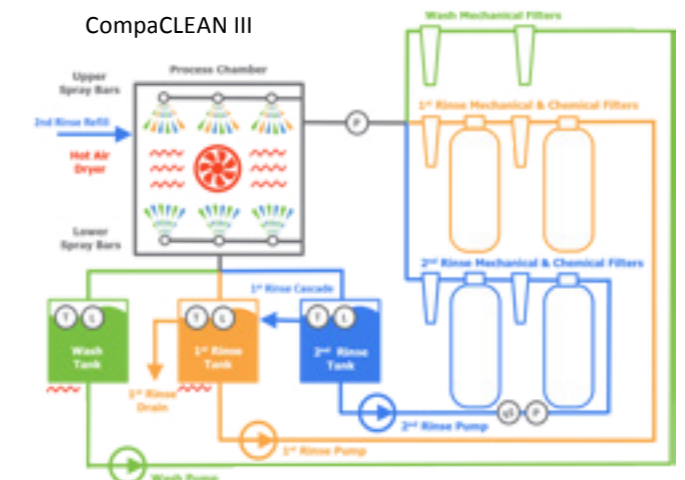 CompaCLEAN III
Wash Mechanical Filters
Process Chamber
Upper
Spray Bars
1st Rinse Mechanical & Chemical Filters
2nd Rinse Refill
P
Hot Air
Dryer
Lower
Spray Bars
2nd Rinse Mechanical & Chemical Filters
1st Rinse Cascade
T L
T L
T L
Wash
Tank
1st Rinse
Tank
2nd Rinse
Tank
1st Rinse
Drain
P
2nd Rinse Pump
1st Rinse Pump
Wash Pump